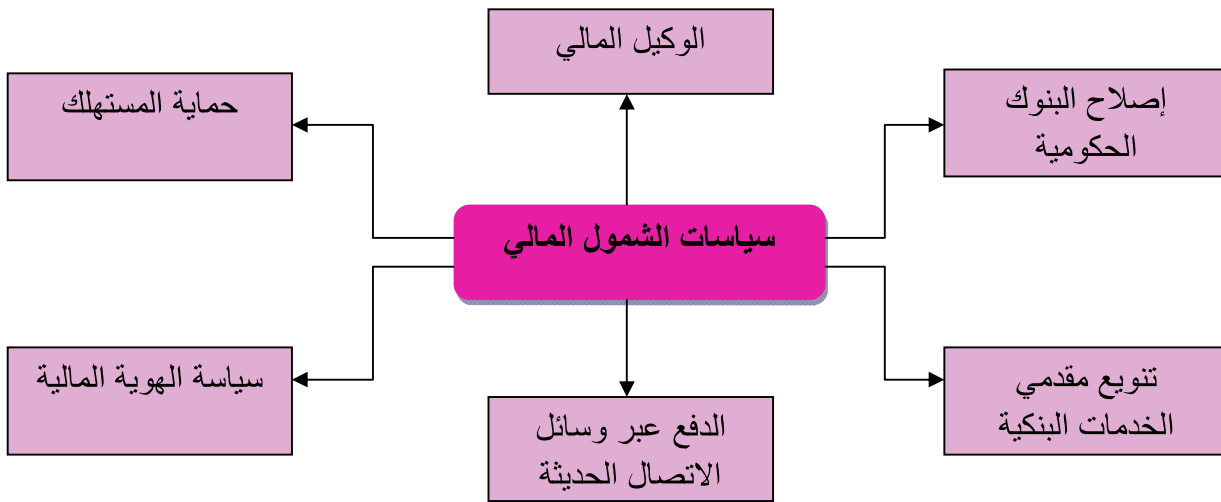 الوكيل المالي
إصلاح البنوك
الحكومية
حماية المستهلك
سياسات الشمول المالي
تنويع مقدمي
الخدمات البنكية
سياسة الهوية المالية
الدفع عبر وسائل
الاتصال الحديثة